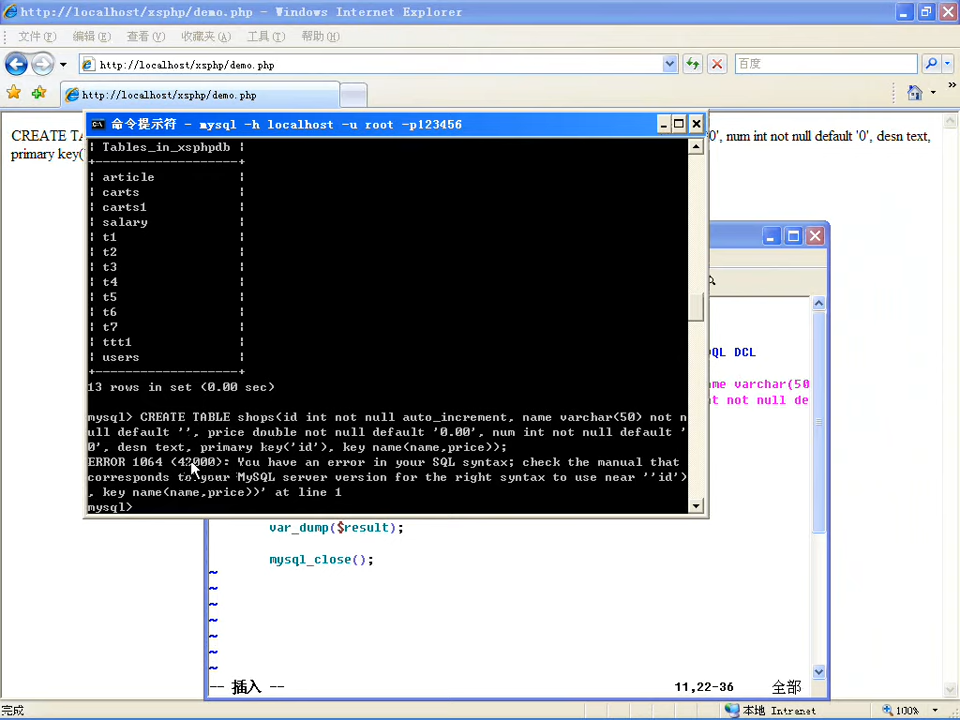 http://localhost/xsphp/demo.php - Windows Internet Explorer
文件(F) 编辑(E) 查看(V) 收藏夹(A) 工具(T) 帮助(H)
http://localhost/xsphp/demo.php
百度
http://localhost/xsphp/demo.php
CREATE TA
0', num int not null default '0', desn text,
primary key(
命令提示符 - mysql -h localhost -u root -p123456
| Tables_in_xsphpdb |
+-------------------+
| article |
| carts |
| carts1 |
| salary |
| t1 |
| t2 |
| t3 |
| t4 |
| t5 |
| t6 |
| t7 |
| ttt1 |
| users |
+-------------------+
13 rows in set (0.00 sec)
mysql> CREATE TABLE shops(id int not null auto_increment, name varchar(50) not n
ull default '', price double not null default '0.00', num int not null default '
0', desn text, primary key('id'), key name(name,price));
ERROR 1064 (42000): You have an error in your SQL syntax; check the manual that
corresponds to your MySQL server version for the right syntax to use near ''id')
, key name(name,price))' at line 1
mysql>
QL DCL
me varchar(50
nt not null de
var_dump($result);
mysql_close();
~
~
~
~
~
~
~
-- 插入 --
11,22-36
全部
完成
本地 Intranet
100%